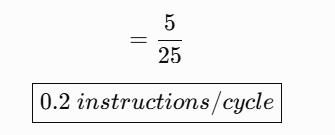 = 5/25
0.2 instructions/cycle